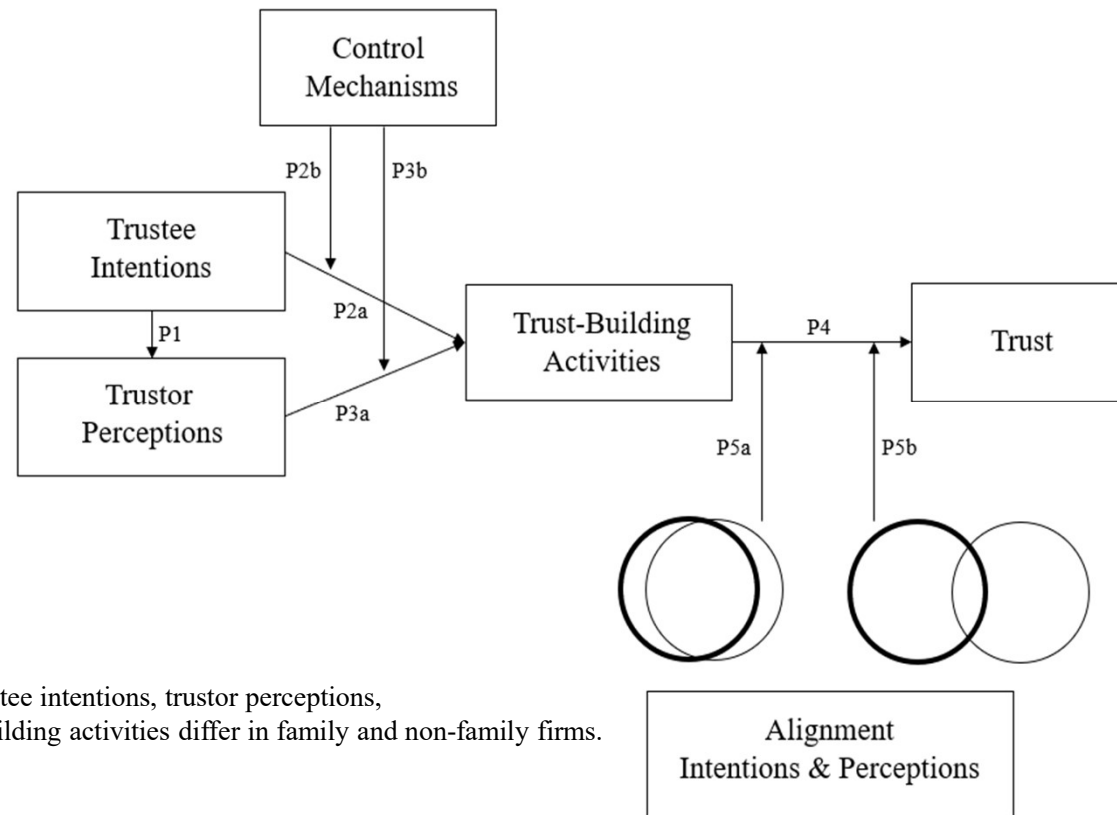 Control
Mechanisms
P2b
P3b
Trustee
Intentions
P2a
P1
Trustor
Perceptions
P3a
Trust-Building
Activities
P4
Trust
P5a
P5b
tee intentions, trustor perceptions,
ilding activities differ in family and non-family firms.
Alignment
Intentions & Perceptions